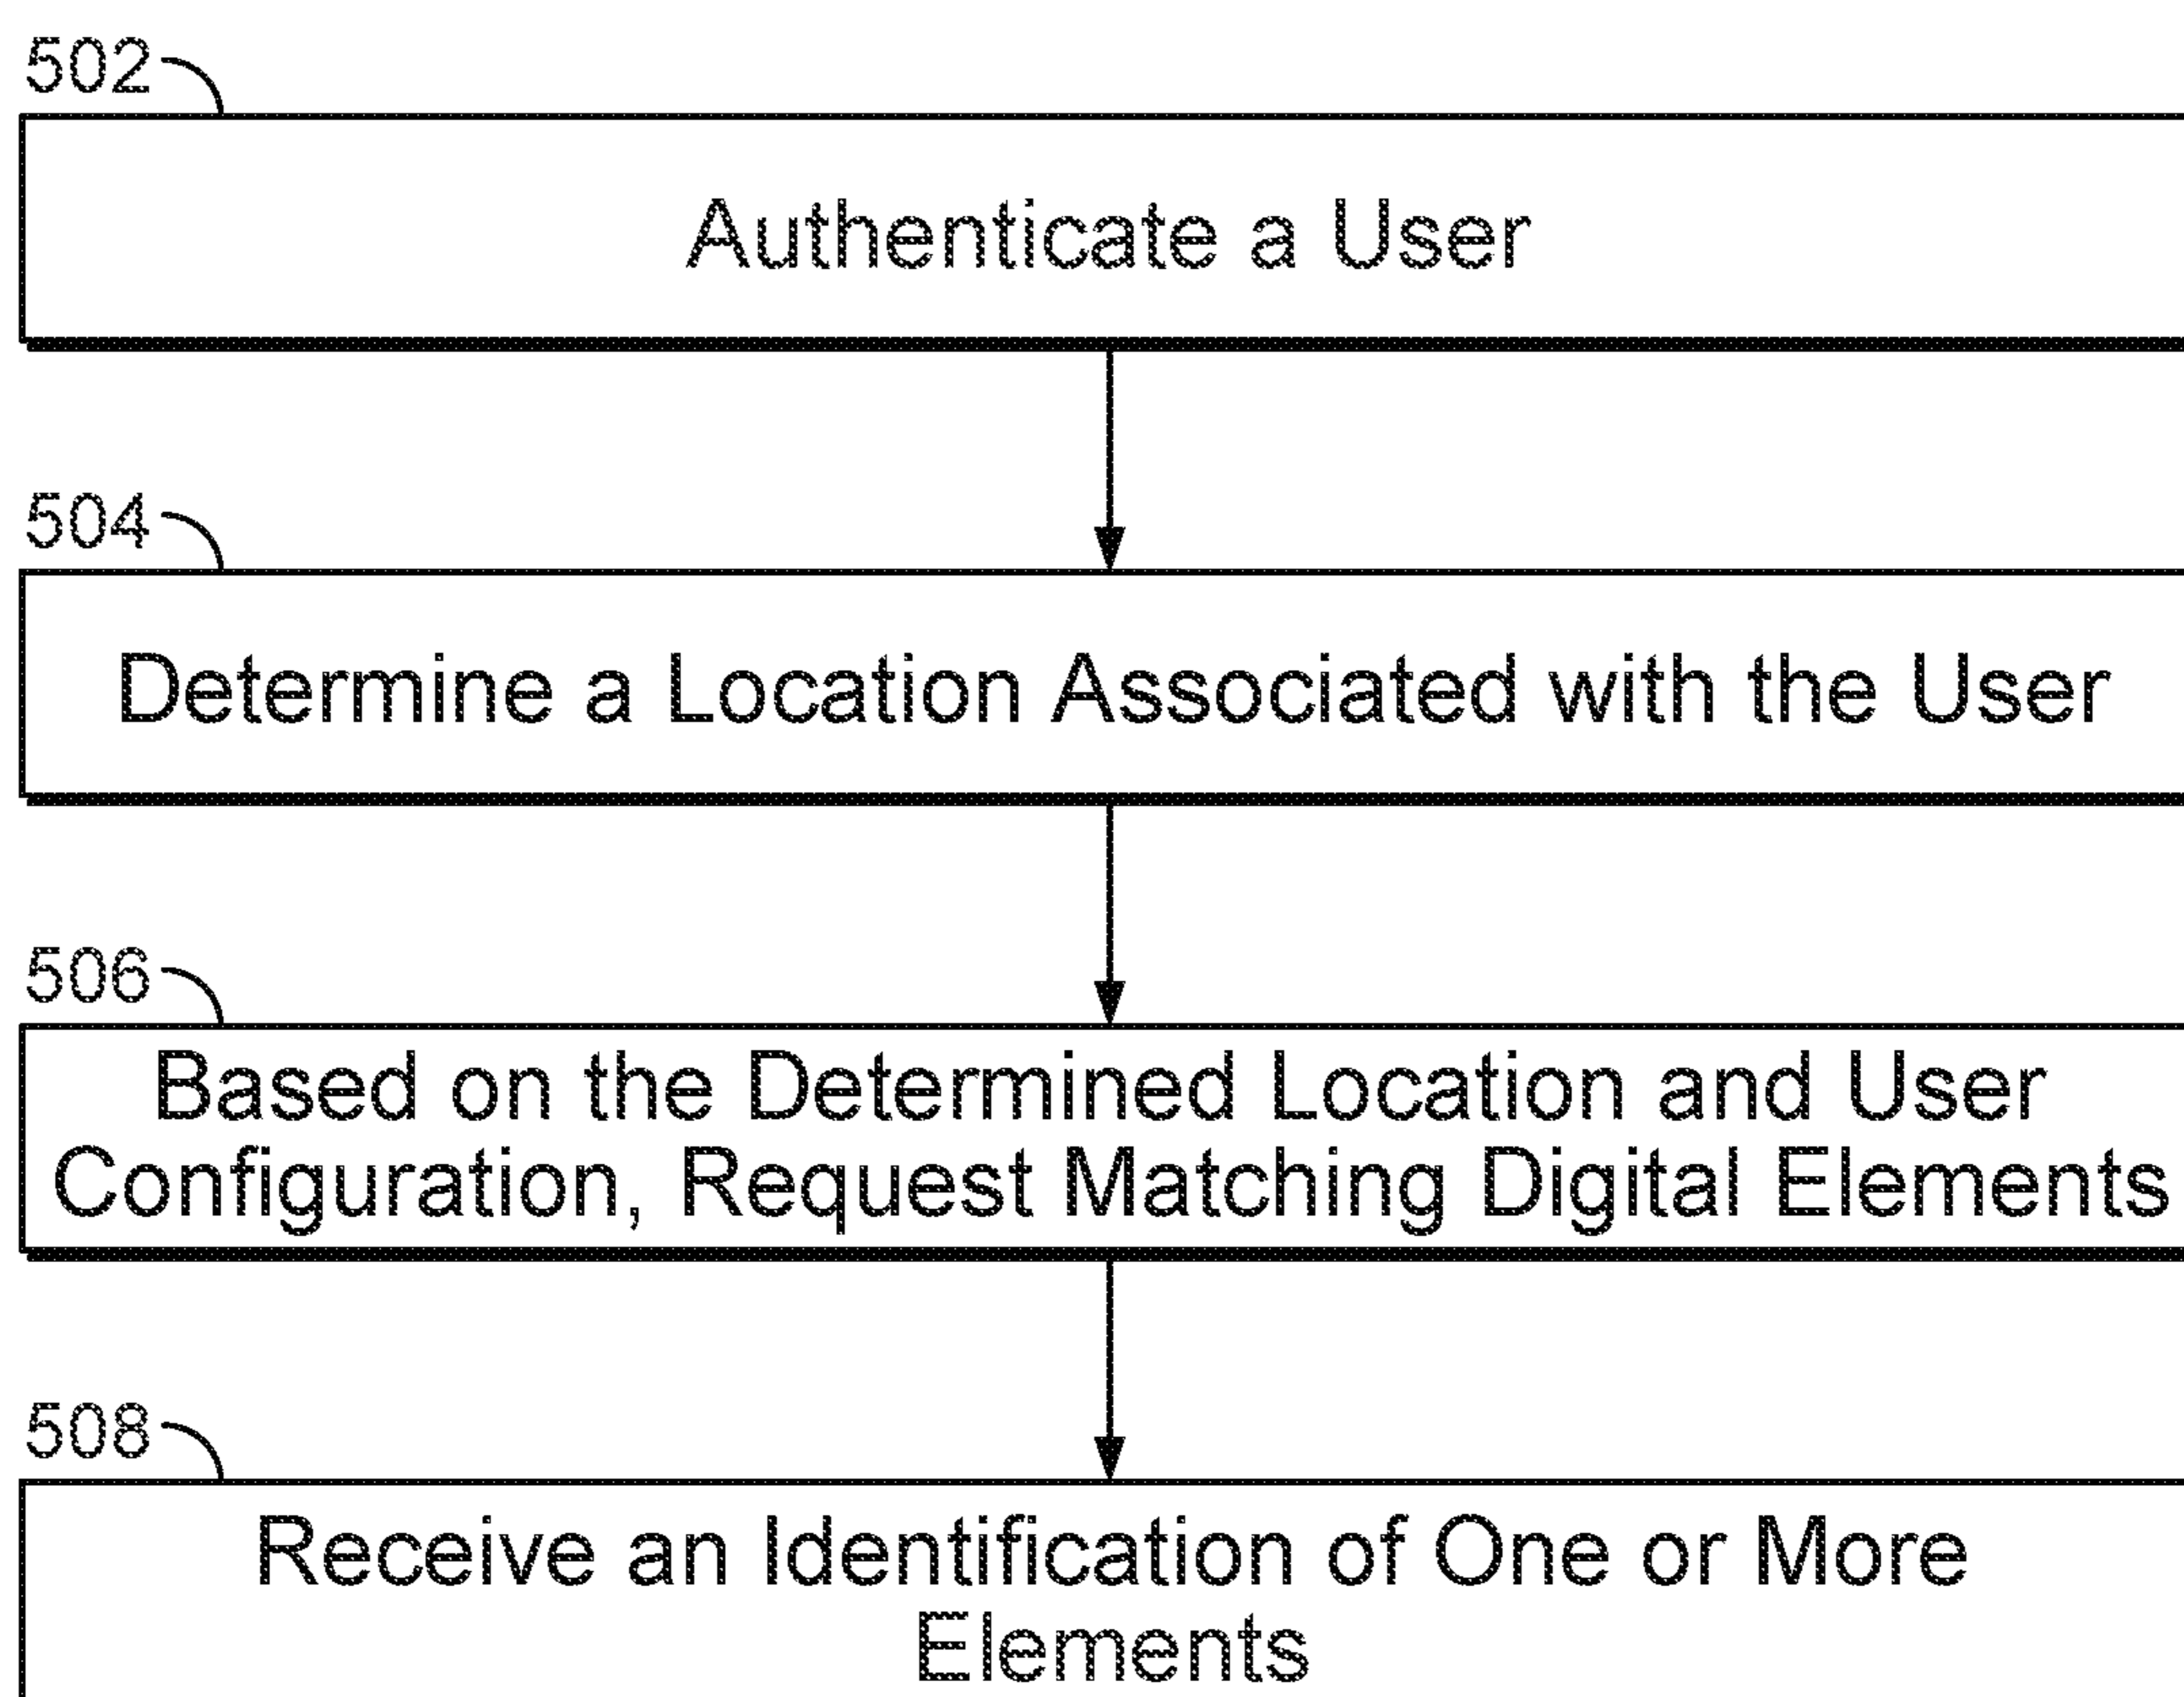 502
Authenticate a User
504
Determine a Location Associated with the User
506
Based on the Determined Location and User
Configuration, Request Matching Digital Elements
508
Receive an Identification of One or More
Elements